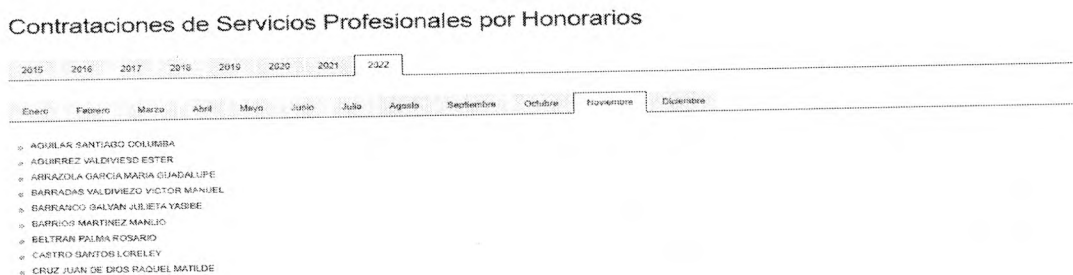 Contrataciones de Servicios Profesionales por Honorarios
2015 2016 2017 2018 2019 2020 2021 2022
Enero Febrero Marzo Abril Mayo Junio Julio Agosto Septiembre Octubre Noviembre Diciembre
AGUILAR SANTIAGO COLUMBA
AGUIRREZ VALDIVIESO ESTER
ARRAZOLA GARCIA MARIA GUADALUPE
BARRADAS VALDIVIEZO VICTOR MANUEL
BARRANCO GALVAN JULIETA YASIBE
BARRIOS MARTINEZ MANLIO
BELTRAN PALMA ROSARIO
CASTRO SANTOS LORELEY
CRUZ JUAN DE DIOS RAQUEL MATILDE